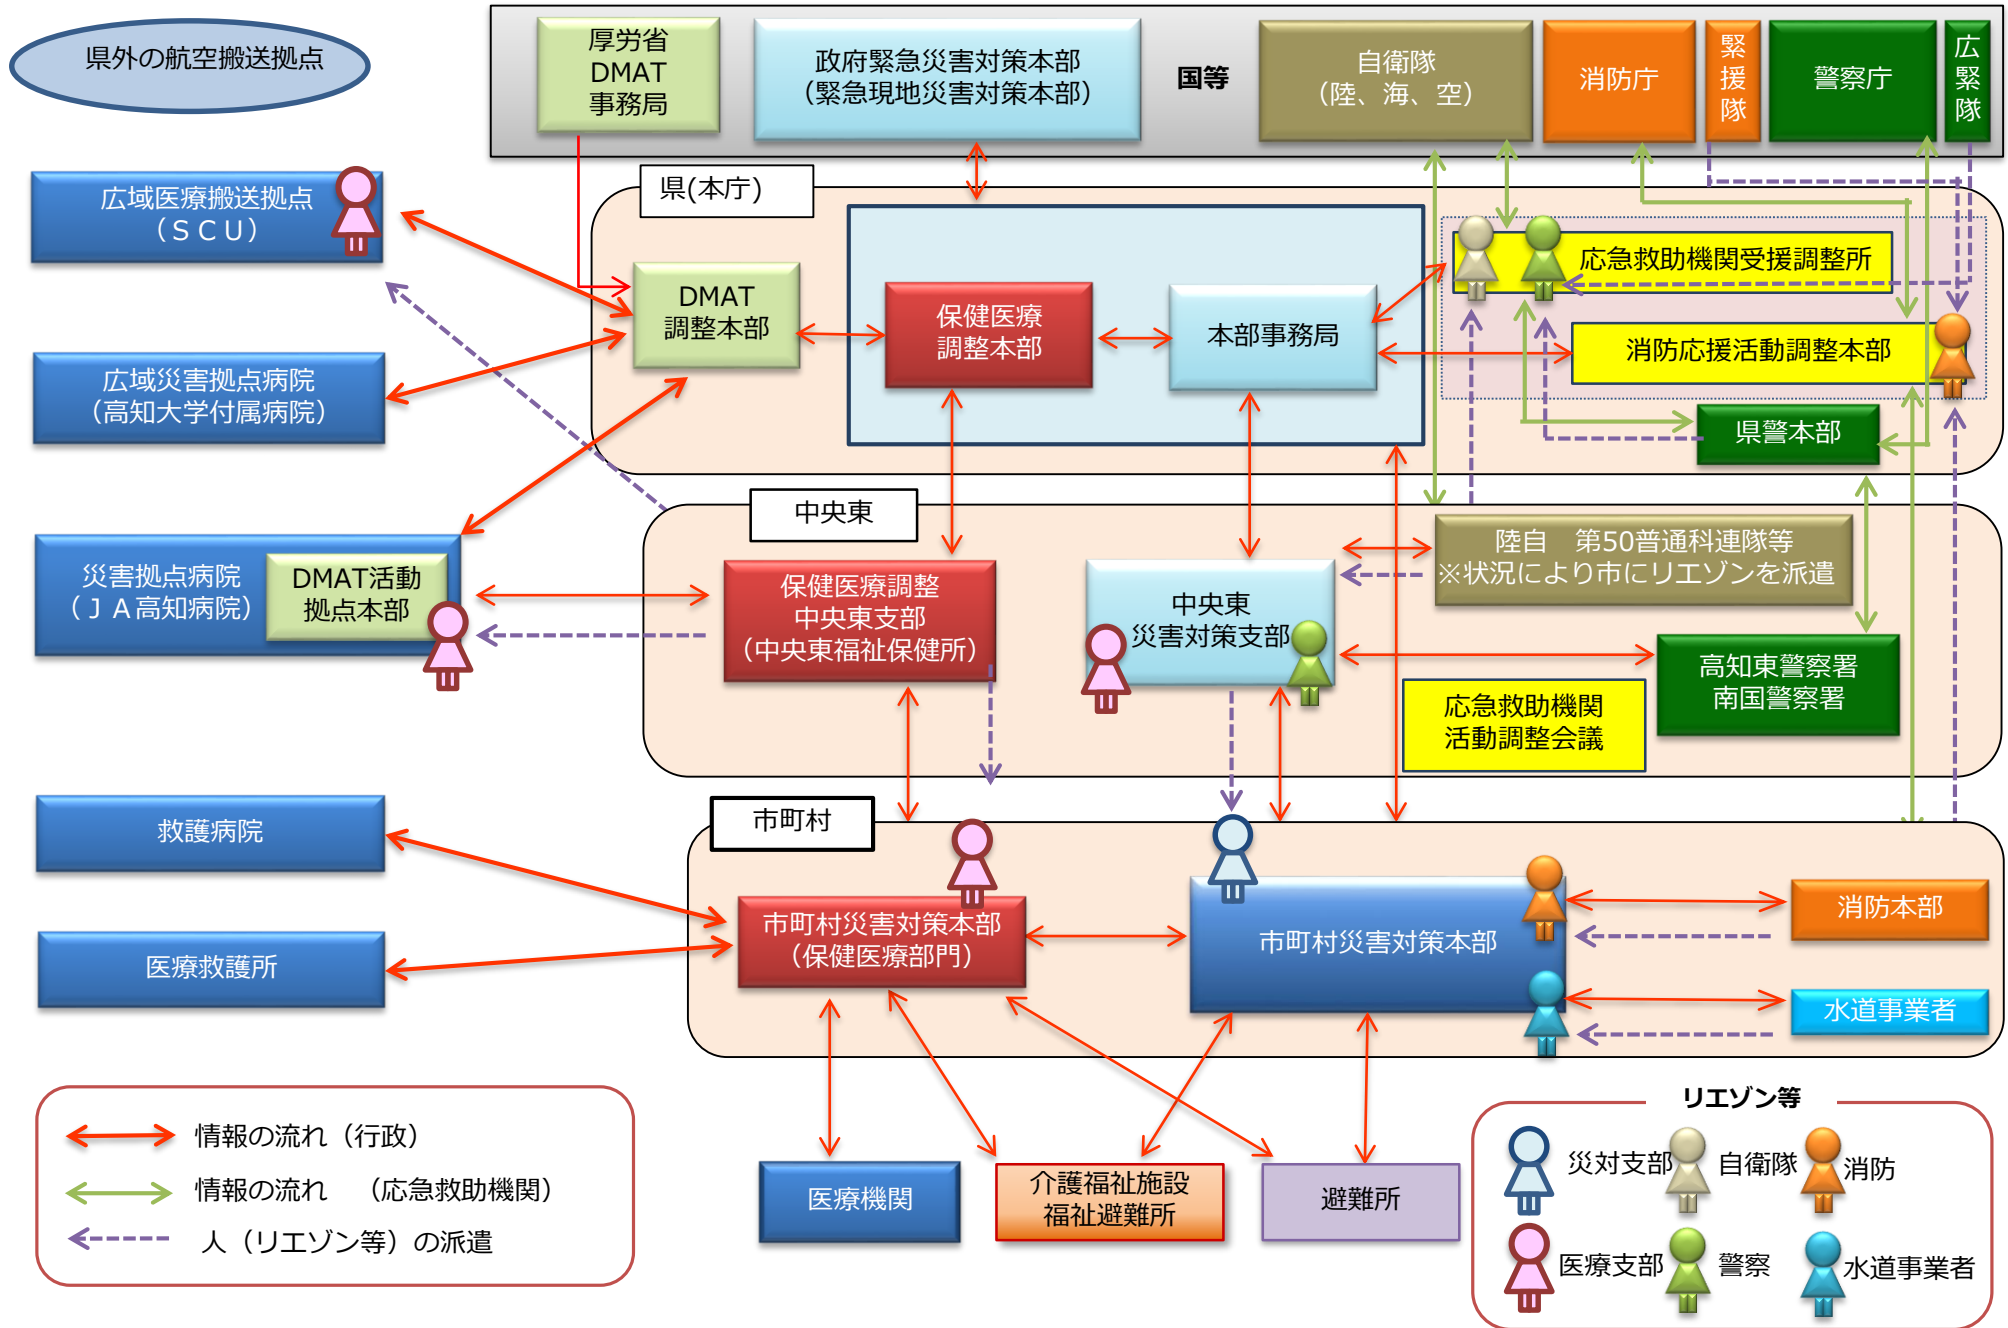 県外の航空搬送拠点
厚労省
DMAT
事務局
政府緊急災害対策本部
（緊急現地災害対策本部）
国等
自衛隊
（陸、海、空）
消防庁
緊援隊
警察庁
広緊隊
県(本庁)
広域医療搬送拠点
（ＳＣＵ）
DMAT
調整本部
保健医療
調整本部
本部事務局
応急救助機関受援調整所
消防応援活動調整本部
県警本部
広域災害拠点病院
（高知大学付属病院）
中央東
災害拠点病院
（ＪＡ高知病院）
DMAT活動
拠点本部
保健医療調整
中央東支部
（中央東福祉保健所）
中央東
災害対策支部
陸自　第50普通科連隊等
※状況により市にリエゾンを派遣
高知東警察署
南国警察署
応急救助機関
活動調整会議
市町村
救護病院
医療救護所
市町村災害対策本部
（保健医療部門）
市町村災害対策本部
消防本部
水道事業者
医療機関
介護福祉施設
福祉避難所
避難所
情報の流れ（行政）
情報の流れ　（応急救助機関）
人（リエゾン等）の派遣
リエゾン等
災対支部
自衛隊
消防
医療支部
警察
水道事業者